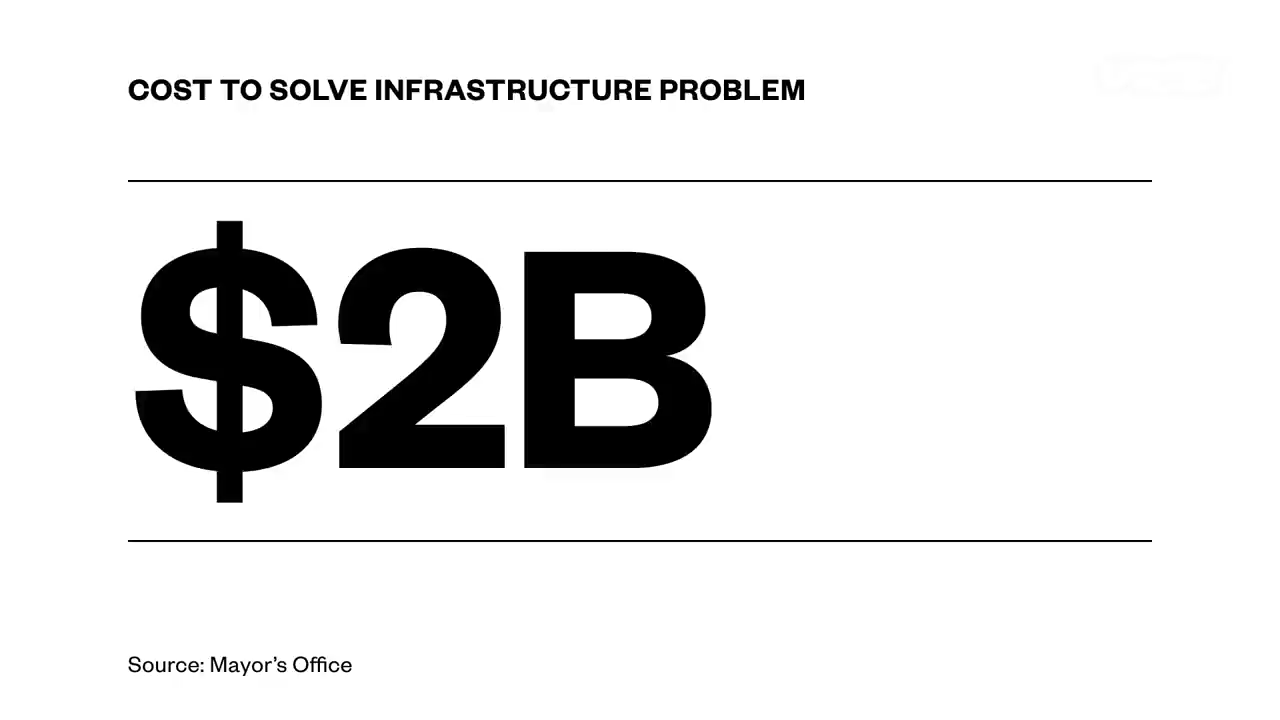 COST TO SOLVE INFRASTRUCTURE PROBLEM
$2B
Source: Mayor’s Office